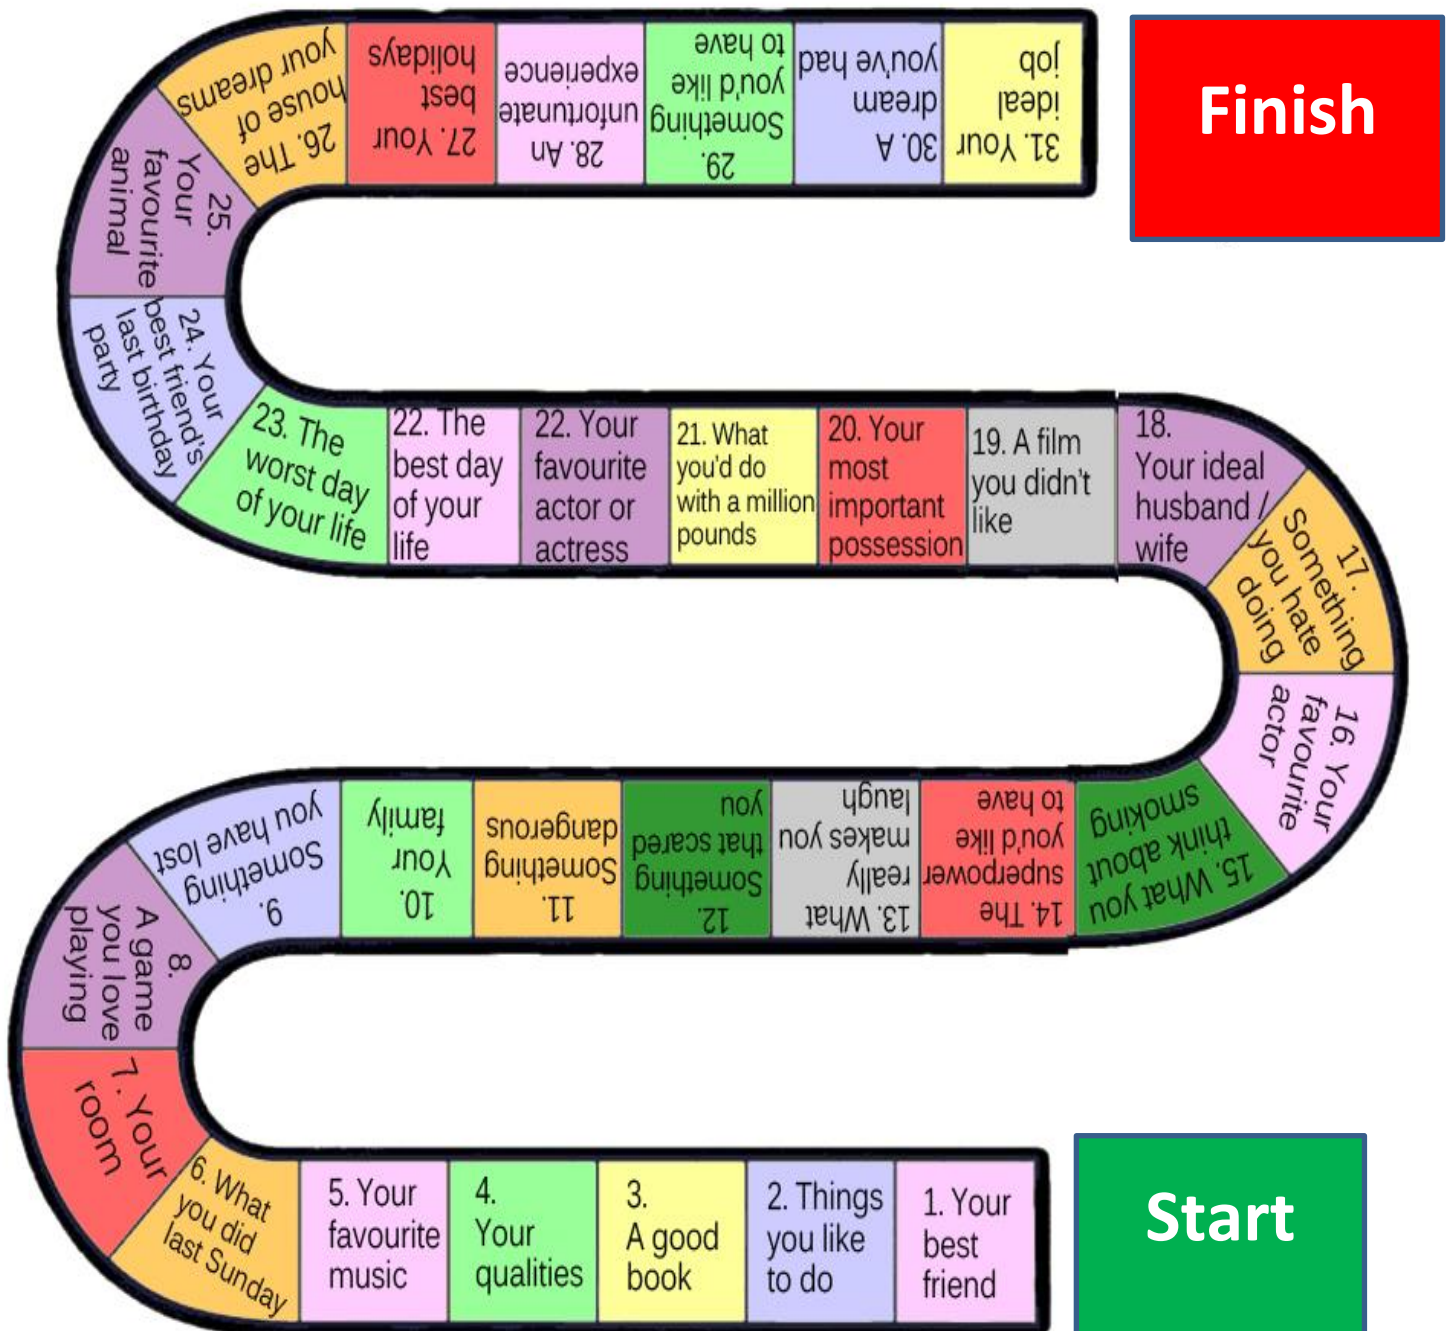 Finish
31. Your
ideal
job
30. A
dream
you've had
29.
Something
you'd like
to have
28. An
unfortunate
experience
27. Your
best
holidays
26. The
house of
your dreams
25.
Your
favourite
animal
24. Your
best friend's
last birthday
party
23. The
worst day
of your life
22. The
best day
of your
life
22. Your
favourite
actor or
actress
21. What
you'd do
with a million
pounds
20. Your
most
important
possession
19. A film
you didn't
like
18.
Your ideal
husband /
wife
17.
Something
you hate
doing
16. Your
favourite
actor
15. What you
think about
smoking
14. The
superpower
you'd like
to have
13. What
really
makes you
laugh
12.
Something
that scared
you
11.
Something
dangerous
10.
Your
family
9.
Something
you have lost
8.
A game
you love
playing
7. Your
room
6. What
you did
last Sunday
5. Your
favourite
music
4.
Your
qualities
3.
A good
book
2. Things
you like
to do
1. Your
best
friend
Start